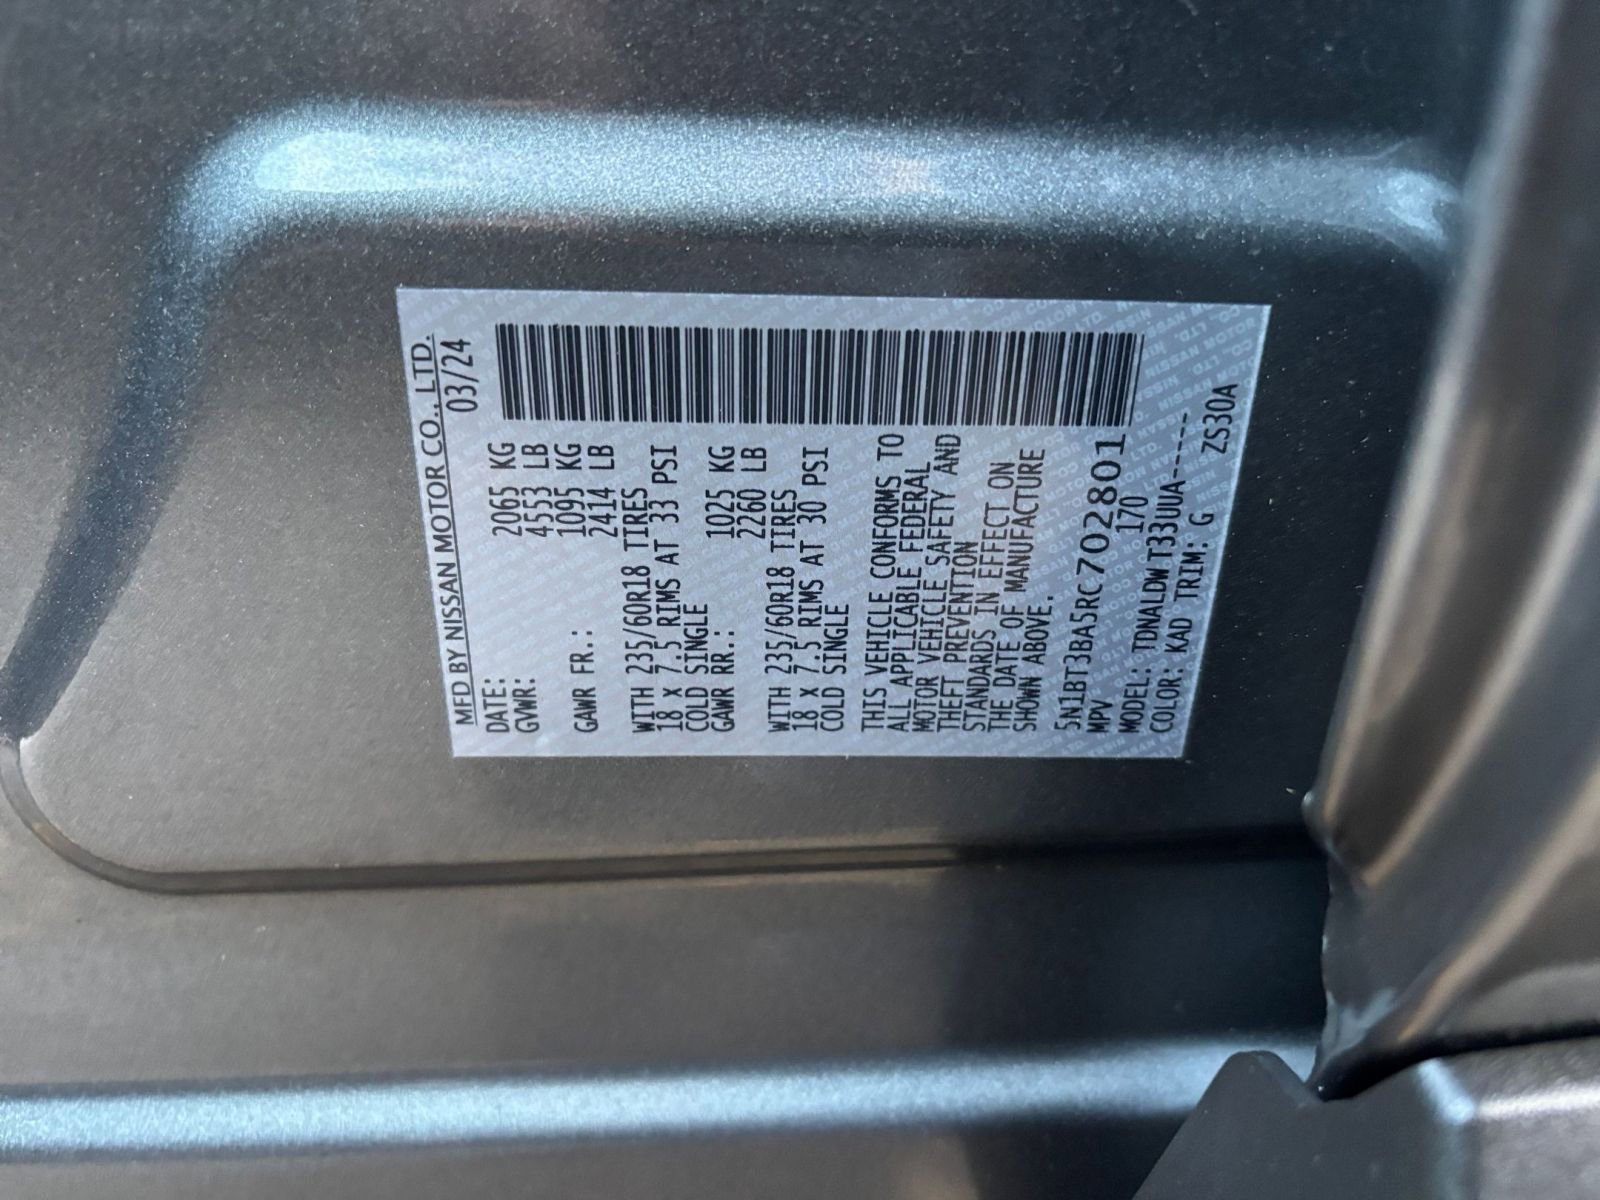 MFD BY NISSAN MOTOR CO., LTD.
DATE: 03/24
GVWR: 2065 KG
4553 LB
GAWR FR.: 1095 KG
2414 LB
WITH 235/60R18 TIRES
18 X 7.5 RIMS AT 33 PSI
COLD SINGLE
GAWR RR.: 1025 KG
2260 LB
WITH 235/60R18 TIRES
18 X 7.5 RIMS AT 30 PSI
COLD SINGLE
THIS VEHICLE CONFORMS TO
ALL APPLICABLE FEDERAL
MOTOR VEHICLE SAFETY AND
THEFT PREVENTION
STANDARDS IN EFFECT ON
THE DATE OF MANUFACTURE
SHOWN ABOVE.
5N1BT3BA5RC702801
MPV 170
MODEL: TDNALDWT33UUA-----
COLOR: KAD TRIM: G ZS30A